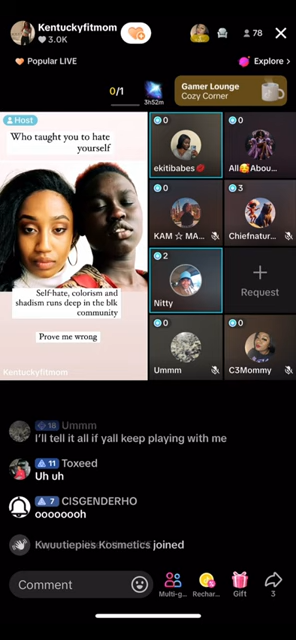 Kentuckyfitmom
3.0K
78
Popular LIVE
Explore >
0/1
3h52m
Gamer Lounge
Cozy Corner
Host
Who taught you to hate
yourself
Self-hate, colorism and
shadism runs deep in the blk
community
Prove me wrong
Kentuckyfitmom
0
ekitibabes💋
0
All🥰Abou...
0
KAM ☆ MA...
3
Chiefnatur...
2
Nitty
+
Request
0
Ummm
0
C3Mommy
18 Ummm
I'll tell it all if yall keep playing with me
11 Toxeed
Uh uh
7 CISGENDERHO
oooooooh
Kwuutiepies Kosmetics joined
Comment
Multi-g...
Rechar...
Gift
3